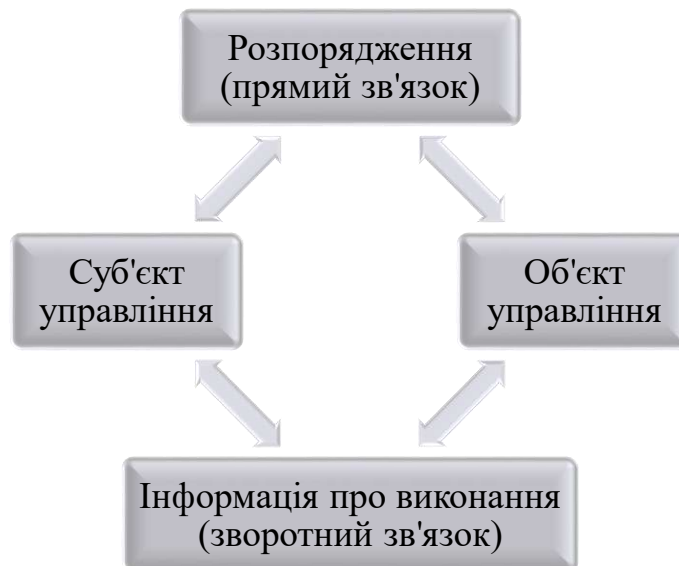 Розпорядження
(прямий зв'язок)
Суб'єкт
управління
Об'єкт
управління
Інформація про виконання
(зворотний зв'язок)